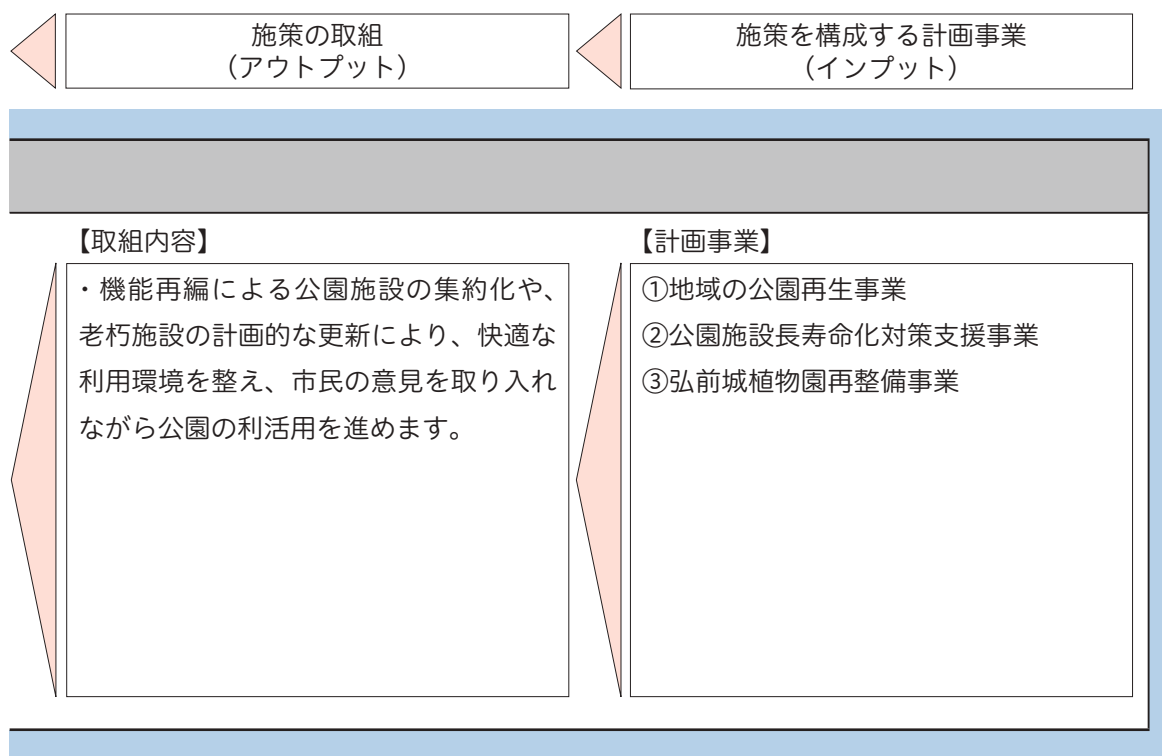 施策の取組
（アウトプット）
施策を構成する計画事業
（インプット）
【取組内容】
・機能再編による公園施設の集約化や、
老朽施設の計画的な更新により、快適な
利用環境を整え、市民の意見を取り入れ
ながら公園の利活用を進めます。
【計画事業】
①地域の公園再生事業
②公園施設長寿命化対策支援事業
③弘前城植物園再整備事業